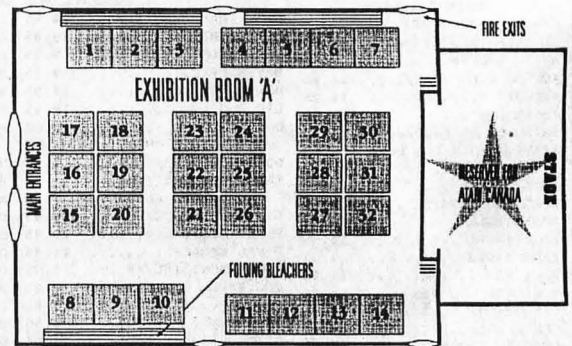 FIRE EXITS
1 2 3 4 5 6 7
EXHIBITION ROOM 'A'
17 18 23 24 29 30
16 19 22 25 28 31
15 20 21 26 27 32
MAIN ENTRANCES
RESERVED FOR
ATARI CANADA
STAGE
FOLDING BLEACHERS
8 9 10 11 12 13 14